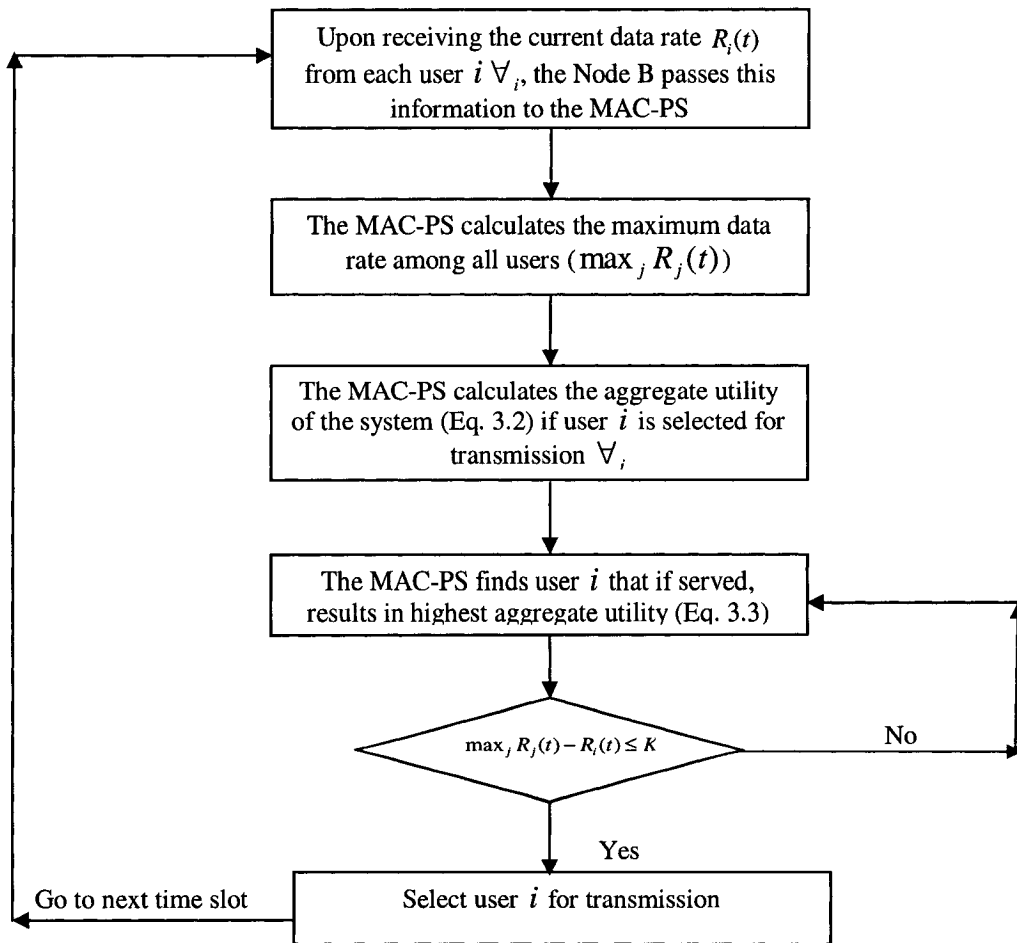 Upon receiving the current data rate R_i(t)
from each user i ∀_i, the Node B passes this
information to the MAC-PS
The MAC-PS calculates the maximum data
rate among all users (max_j R_j(t))
The MAC-PS calculates the aggregate utility
of the system (Eq. 3.2) if user i is selected for
transmission ∀_i
The MAC-PS finds user i that if served,
results in highest aggregate utility (Eq. 3.3)
max_j R_j(t) − R_i(t) ≤ K
No
Yes
Go to next time slot
Select user i for transmission